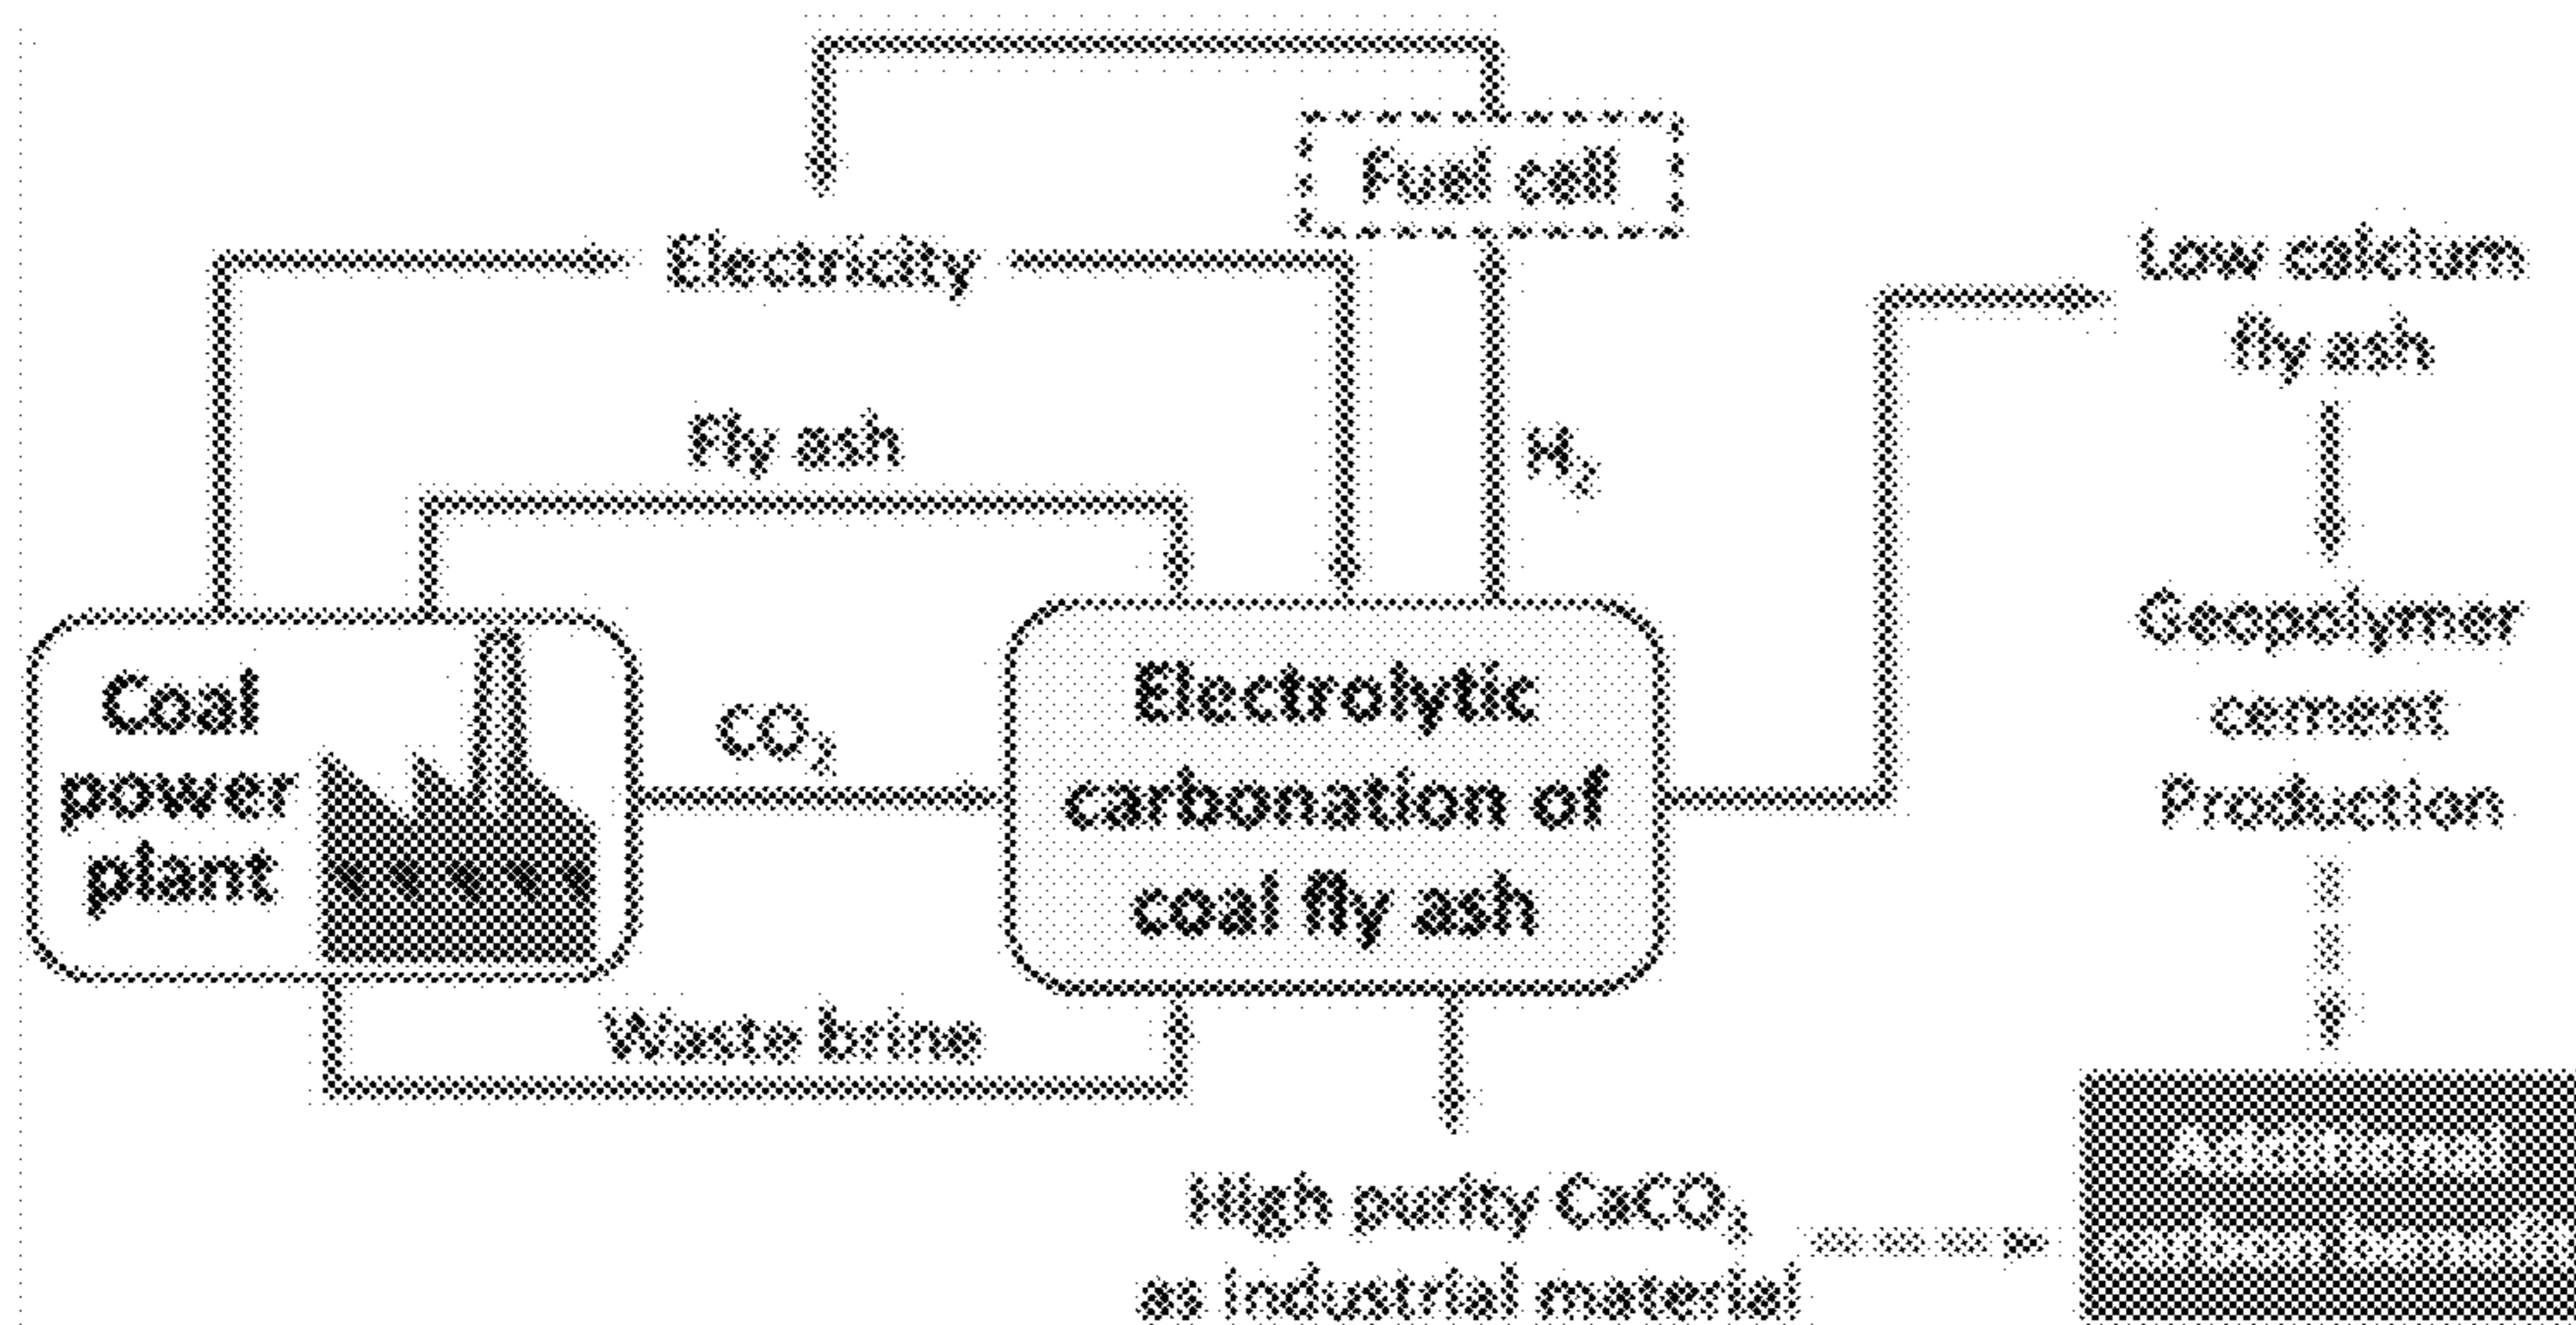 Fuel cell
Electricity
Low calcium
fly ash
Fly ash
H₂
Geopolymer
cement
Production
Coal
power
plant
CO₂
Electrolytic
carbonation of
coal fly ash
Waste brine
High purity CaCO₃
as industrial material
Additional